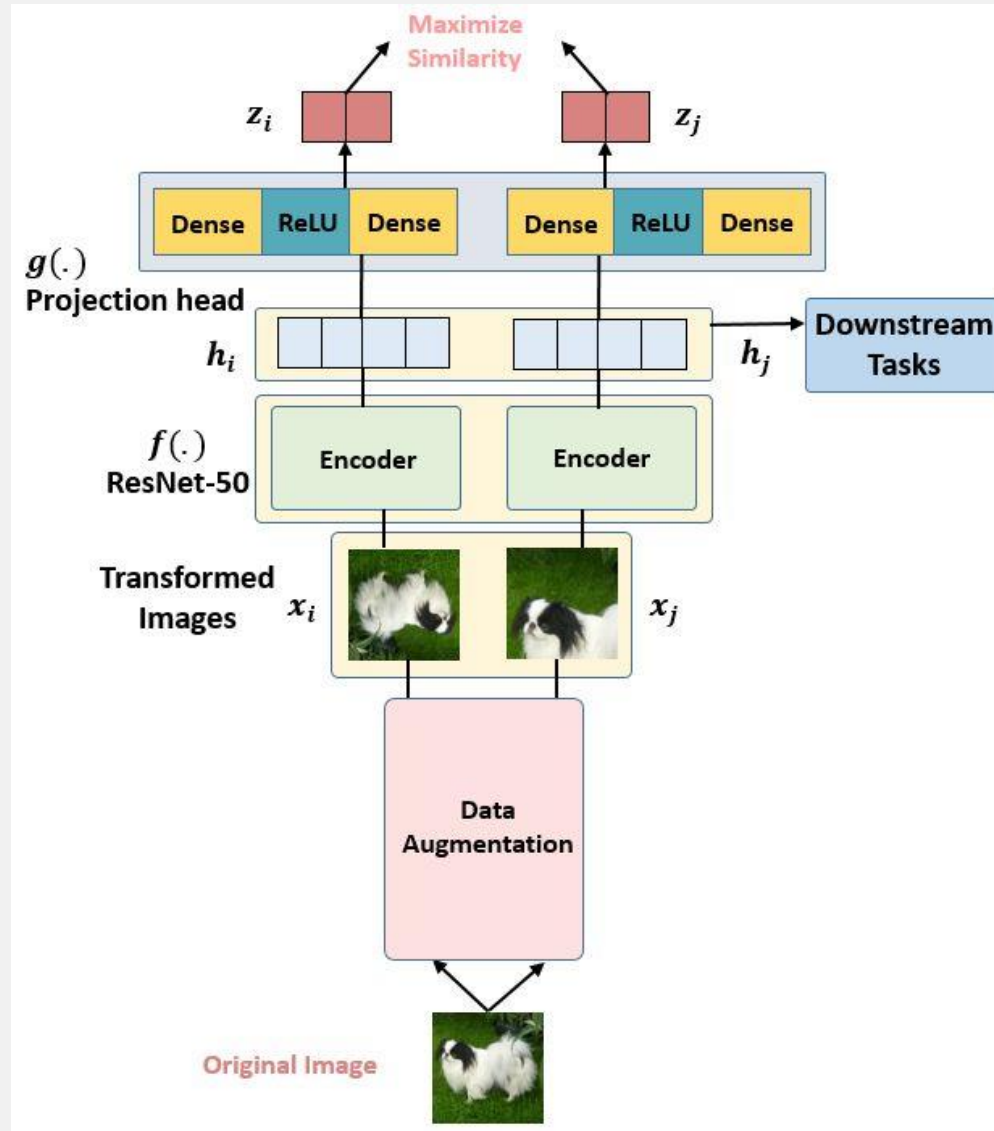 Maximize
Similarity
z_i
z_j
Dense ReLU Dense
Dense ReLU Dense
g(.)
Projection head
h_i
h_j
Downstream
Tasks
f(.)
ResNet-50
Encoder
Encoder
Transformed
Images
x_i
x_j
Data
Augmentation
Original Image